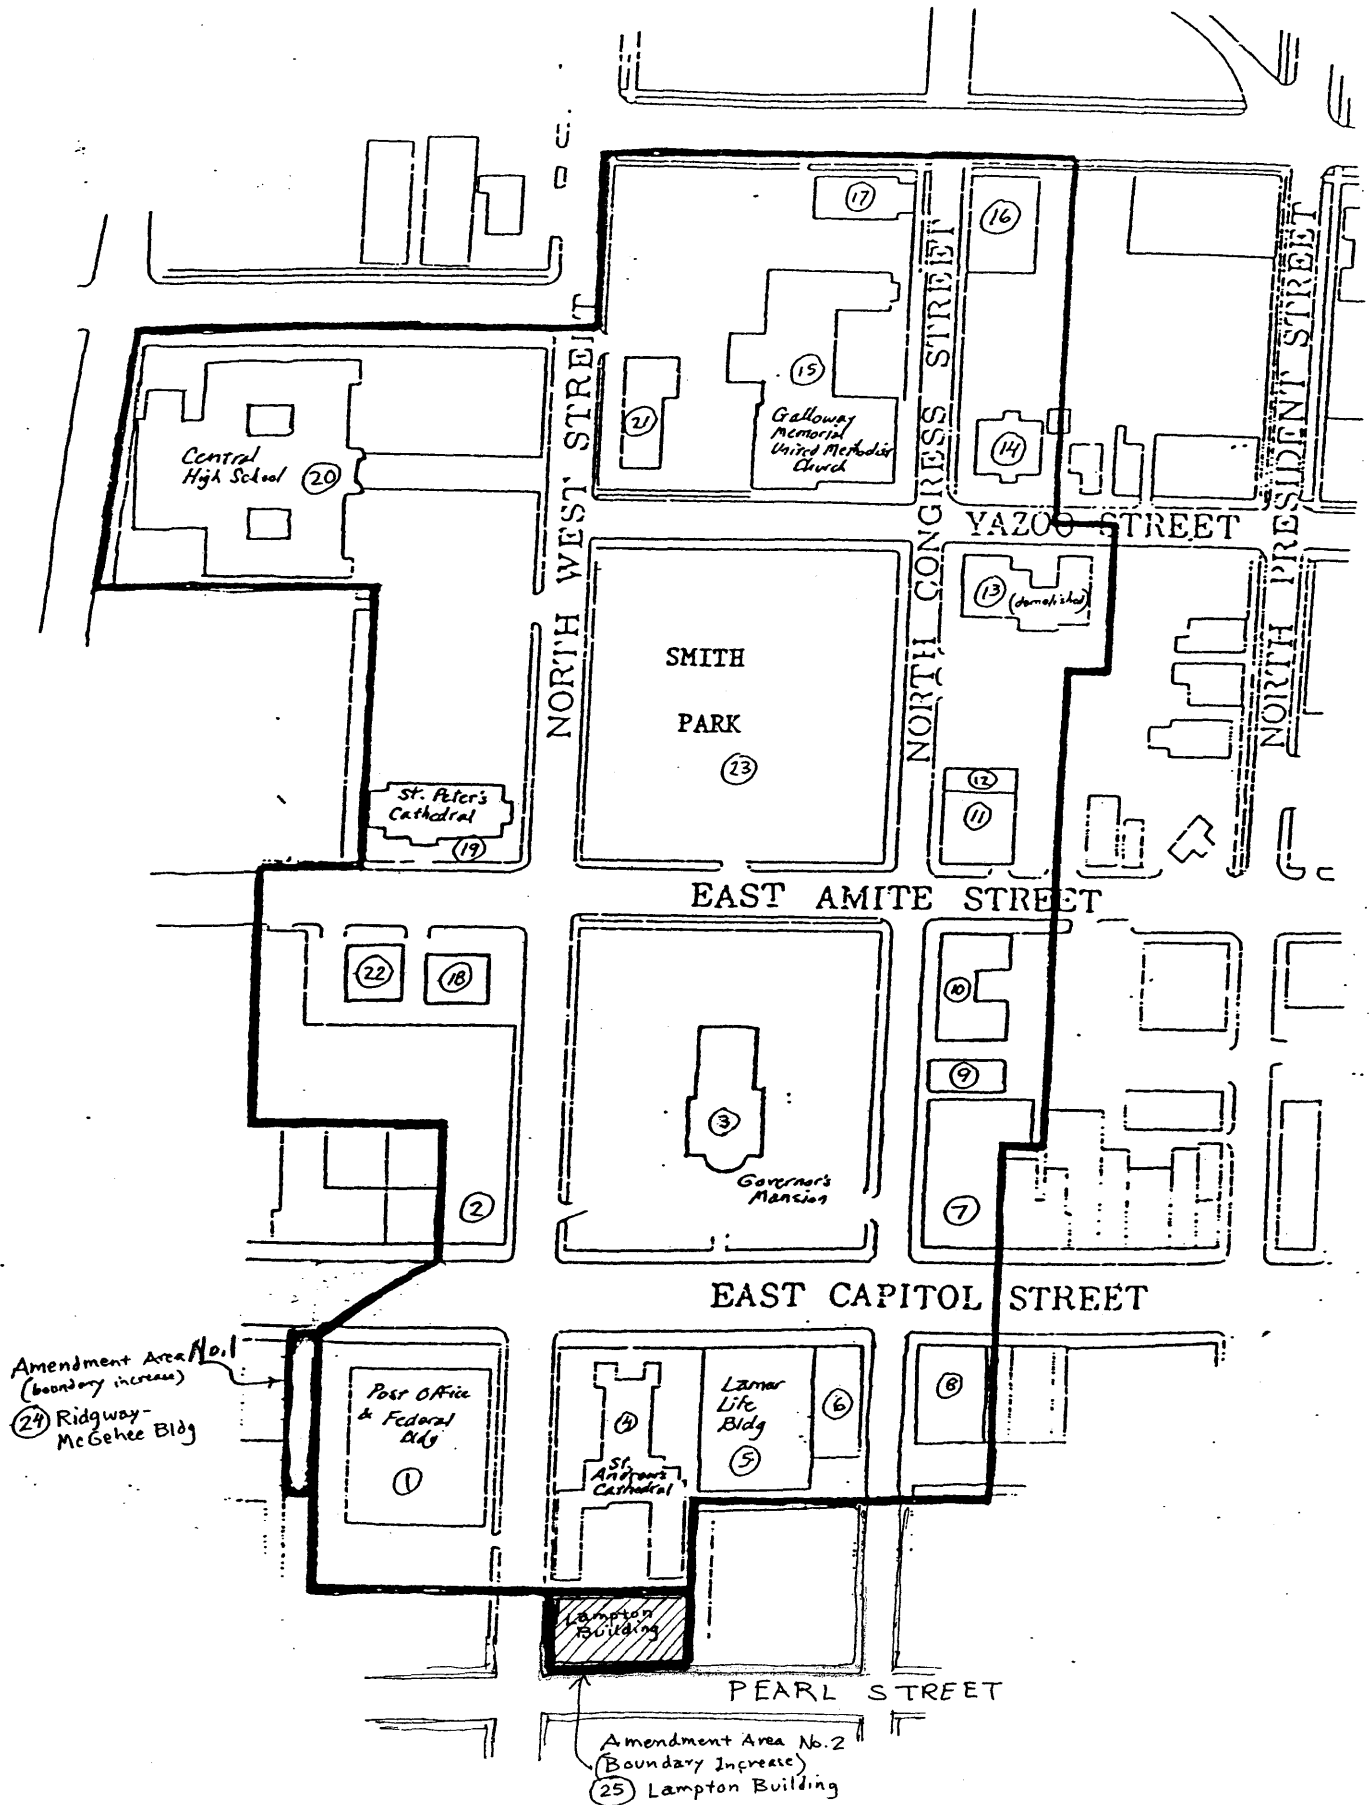 17
16
15
Galloway
Memorial
United Methodist
Church
14
21
Central
High School
20
NORTH WEST STREET
NORTH CONGRESS STREET
NORTH PRESIDENT STREET
YAZOO STREET
13
(demolished)
SMITH
PARK
23
12
11
St. Peter's
Cathedral
19
EAST AMITE STREET
22
18
10
9
3
Governor's
Mansion
2
7
EAST CAPITOL STREET
Amendment Area No.1
(boundary increase)
24 Ridgway-
McGehee Bldg
Post Office
& Federal
Bldg
1
4
St.
Andrew's
Cathedral
Lamar
Life
Bldg
5
6
8
Lampton
Building
PEARL STREET
Amendment Area No.2
(Boundary Increase)
25 Lampton Building